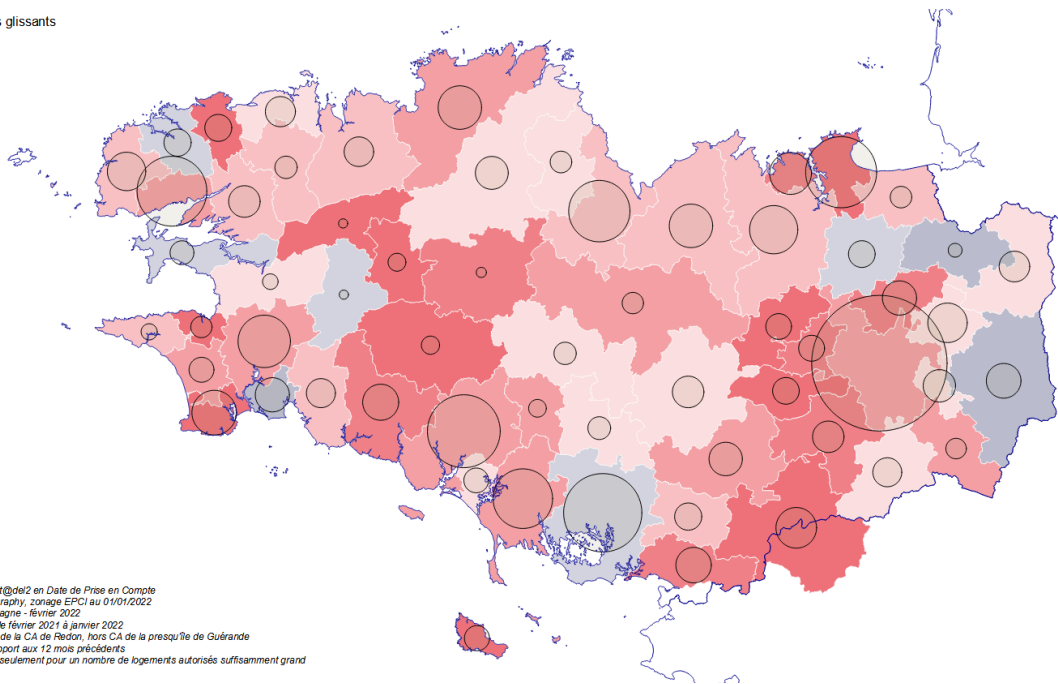 s glissants
t@del2 en Date de Prise en Compte
raphy, zonage EPCI au 01/01/2022
agne - février 2022
le février 2021 à janvier 2022
de la CA de Redon, hors CA de la presqu'île de Guérande
pport aux 12 mois précédents
seulement pour un nombre de logements autorisés suffisamment grand